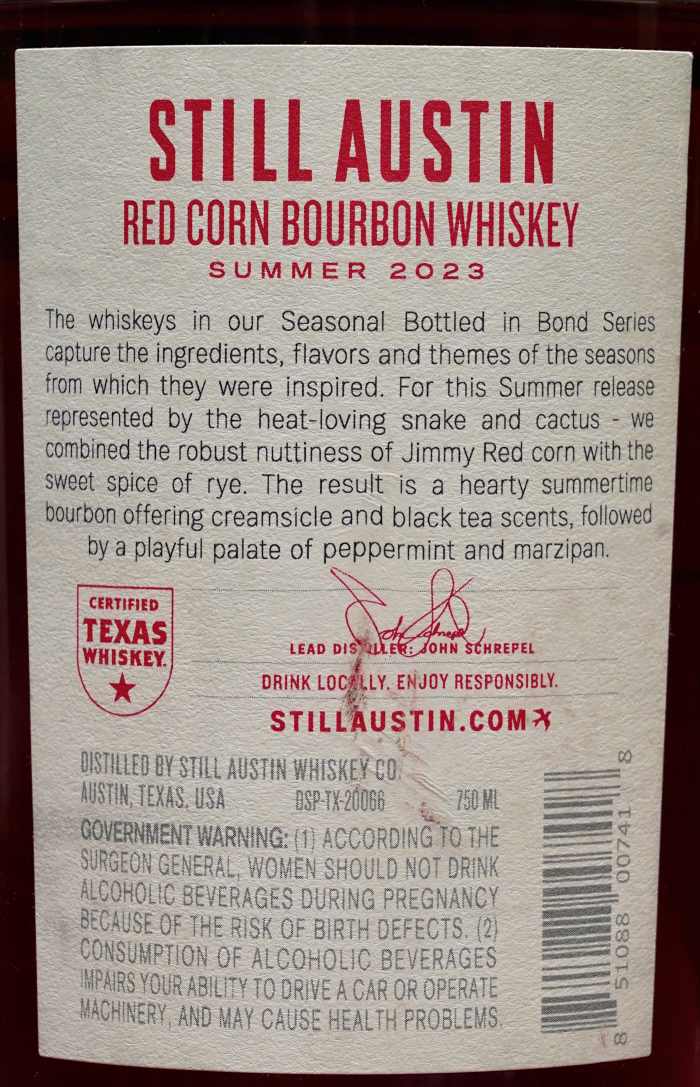 STILL AUSTIN
RED CORN BOURBON WHISKEY
SUMMER 2023
The whiskeys in our Seasonal Bottled in Bond Series
capture the ingredients, flavors and themes of the seasons
from which they were inspired. For this Summer release
represented by the heat-loving snake and cactus - we
combined the robust nuttiness of Jimmy Red corn with the
sweet spice of rye. The result is a hearty summertime
bourbon offering creamsicle and black tea scents, followed
by a playful palate of peppermint and marzipan.
CERTIFIED
TEXAS
WHISKEY.
John Schrepel
LEAD DISTILLER: JOHN SCHREPEL
DRINK LOCALLY. ENJOY RESPONSIBLY.
STILLAUSTIN.COM
DISTILLED BY STILL AUSTIN WHISKEY CO.
AUSTIN, TEXAS, USA DSP-TX-20066 750 ML
GOVERNMENT WARNING: (1) ACCORDING TO THE
SURGEON GENERAL, WOMEN SHOULD NOT DRINK
ALCOHOLIC BEVERAGES DURING PREGNANCY
BECAUSE OF THE RISK OF BIRTH DEFECTS. (2)
CONSUMPTION OF ALCOHOLIC BEVERAGES
IMPAIRS YOUR ABILITY TO DRIVE A CAR OR OPERATE
MACHINERY, AND MAY CAUSE HEALTH PROBLEMS.
8 51088 00741 8